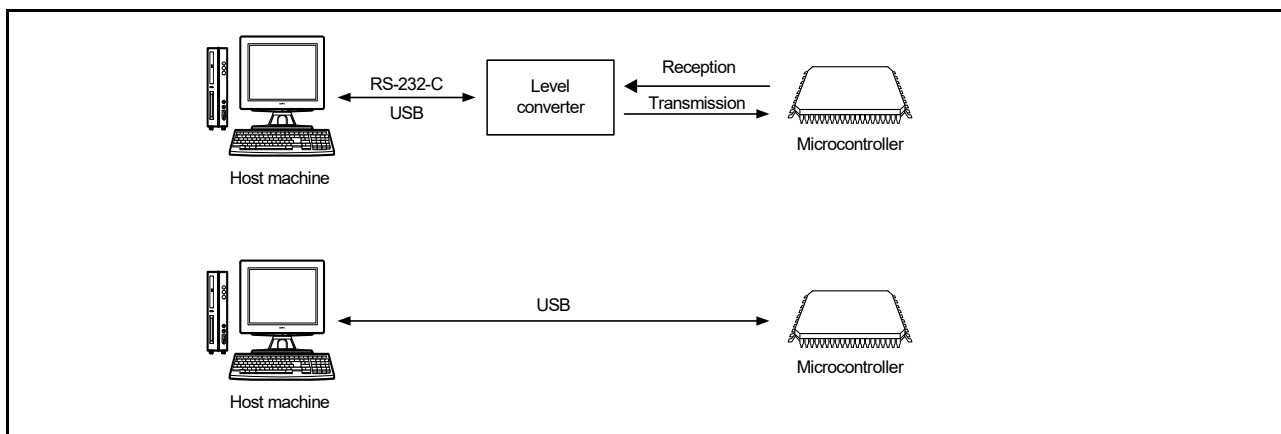 RS-232-C
USB
Level
converter
Reception
Transmission
Microcontroller
Host machine
USB
Microcontroller
Host machine